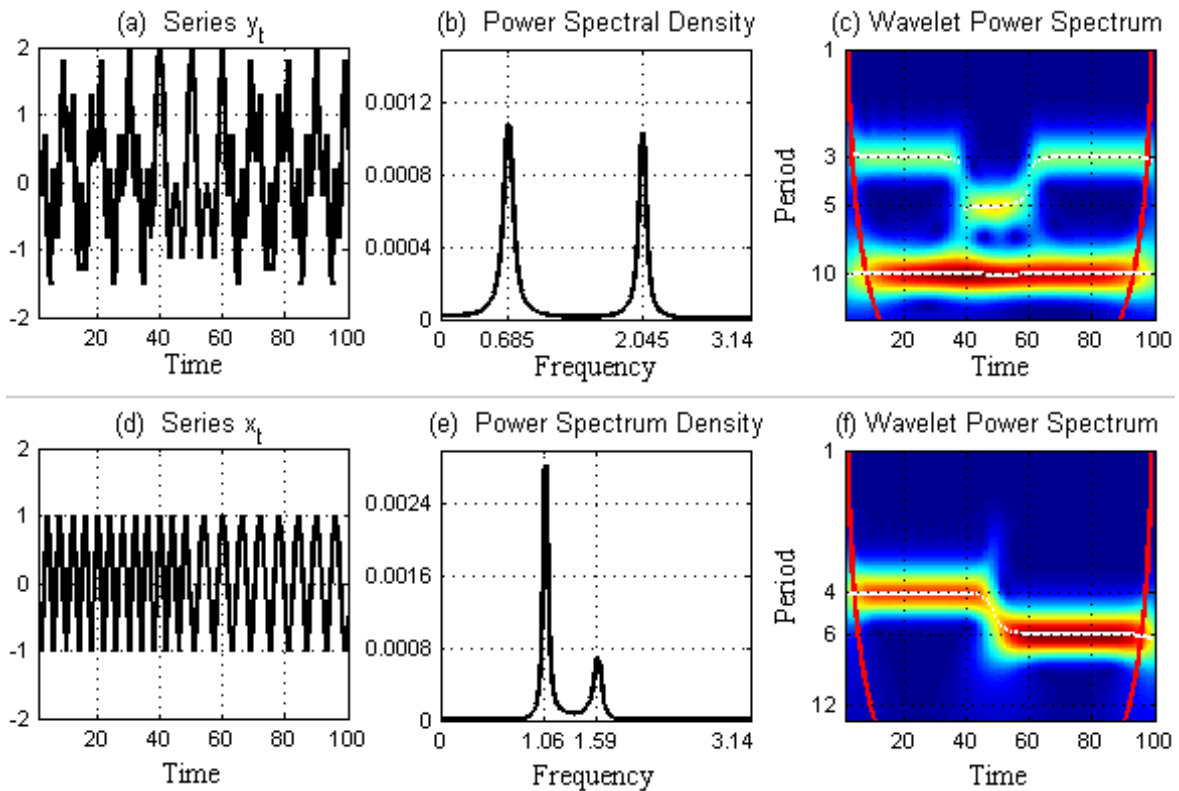 (a) Series y_t
2
1
0
-1
-2
20 40 60 80 100
Time
(b) Power Spectral Density
0.0012
0.0008
0.0004
0
0 0.685 2.045 3.14
Frequency
(c) Wavelet Power Spectrum
Period
1
3
5
10
20 40 60 80 100
Time
(d) Series x_t
2
1
0
-1
-2
20 40 60 80 100
Time
(e) Power Spectrum Density
0.0024
0.0016
0.0008
0
0 1.06 1.59 3.14
Frequency
(f) Wavelet Power Spectrum
Period
1
4
6
12
20 40 60 80 100
Time